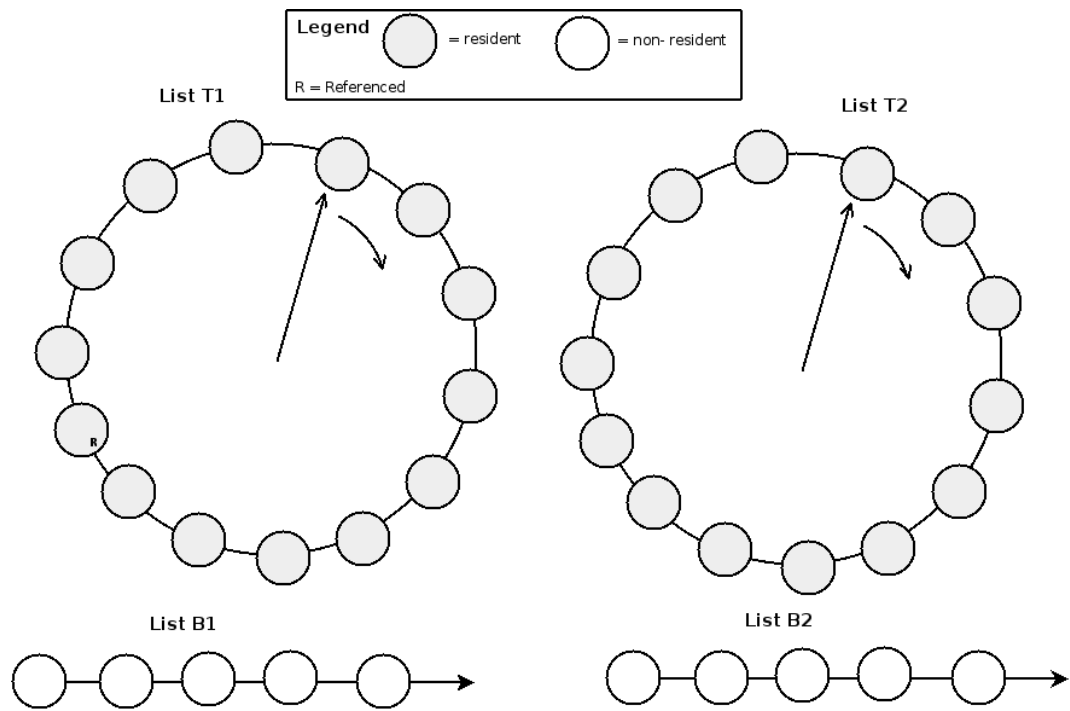 Legend
= resident
= non- resident
R = Referenced
List T1
List T2
R
List B1
List B2